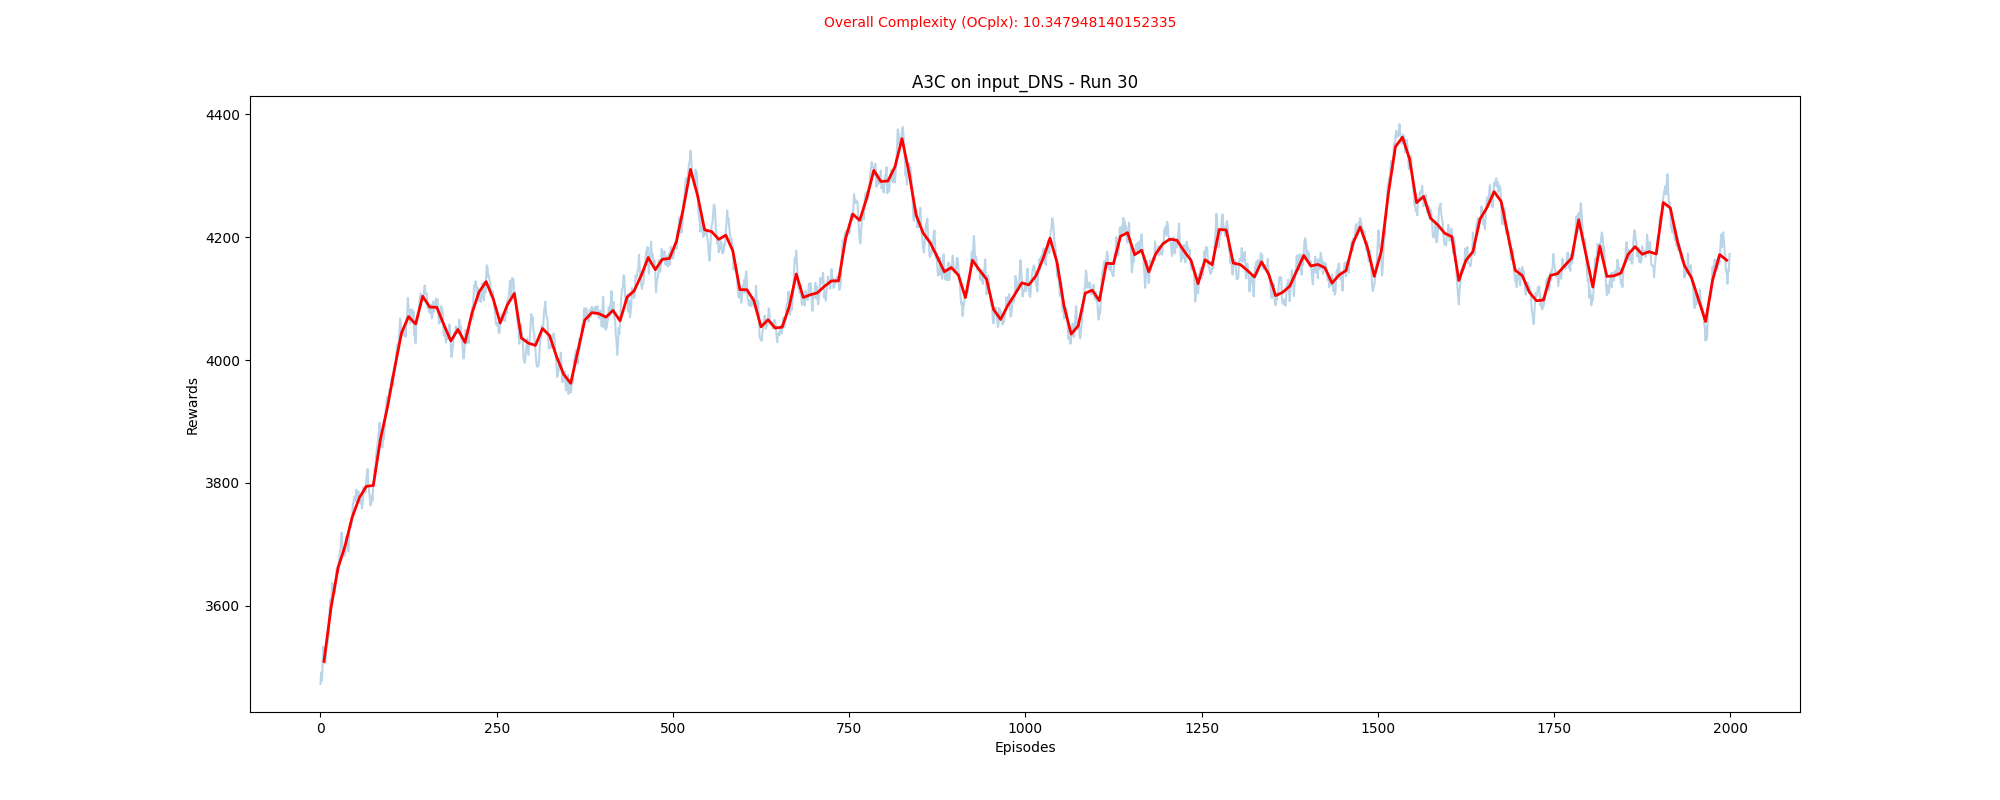 Overall Complexity (OCplx): 10.347948140152335
A3C on input_DNS - Run 30
4400
4200
4000
3800
3600
Rewards
0 250 500 750 1000 1250 1500 1750 2000
Episodes